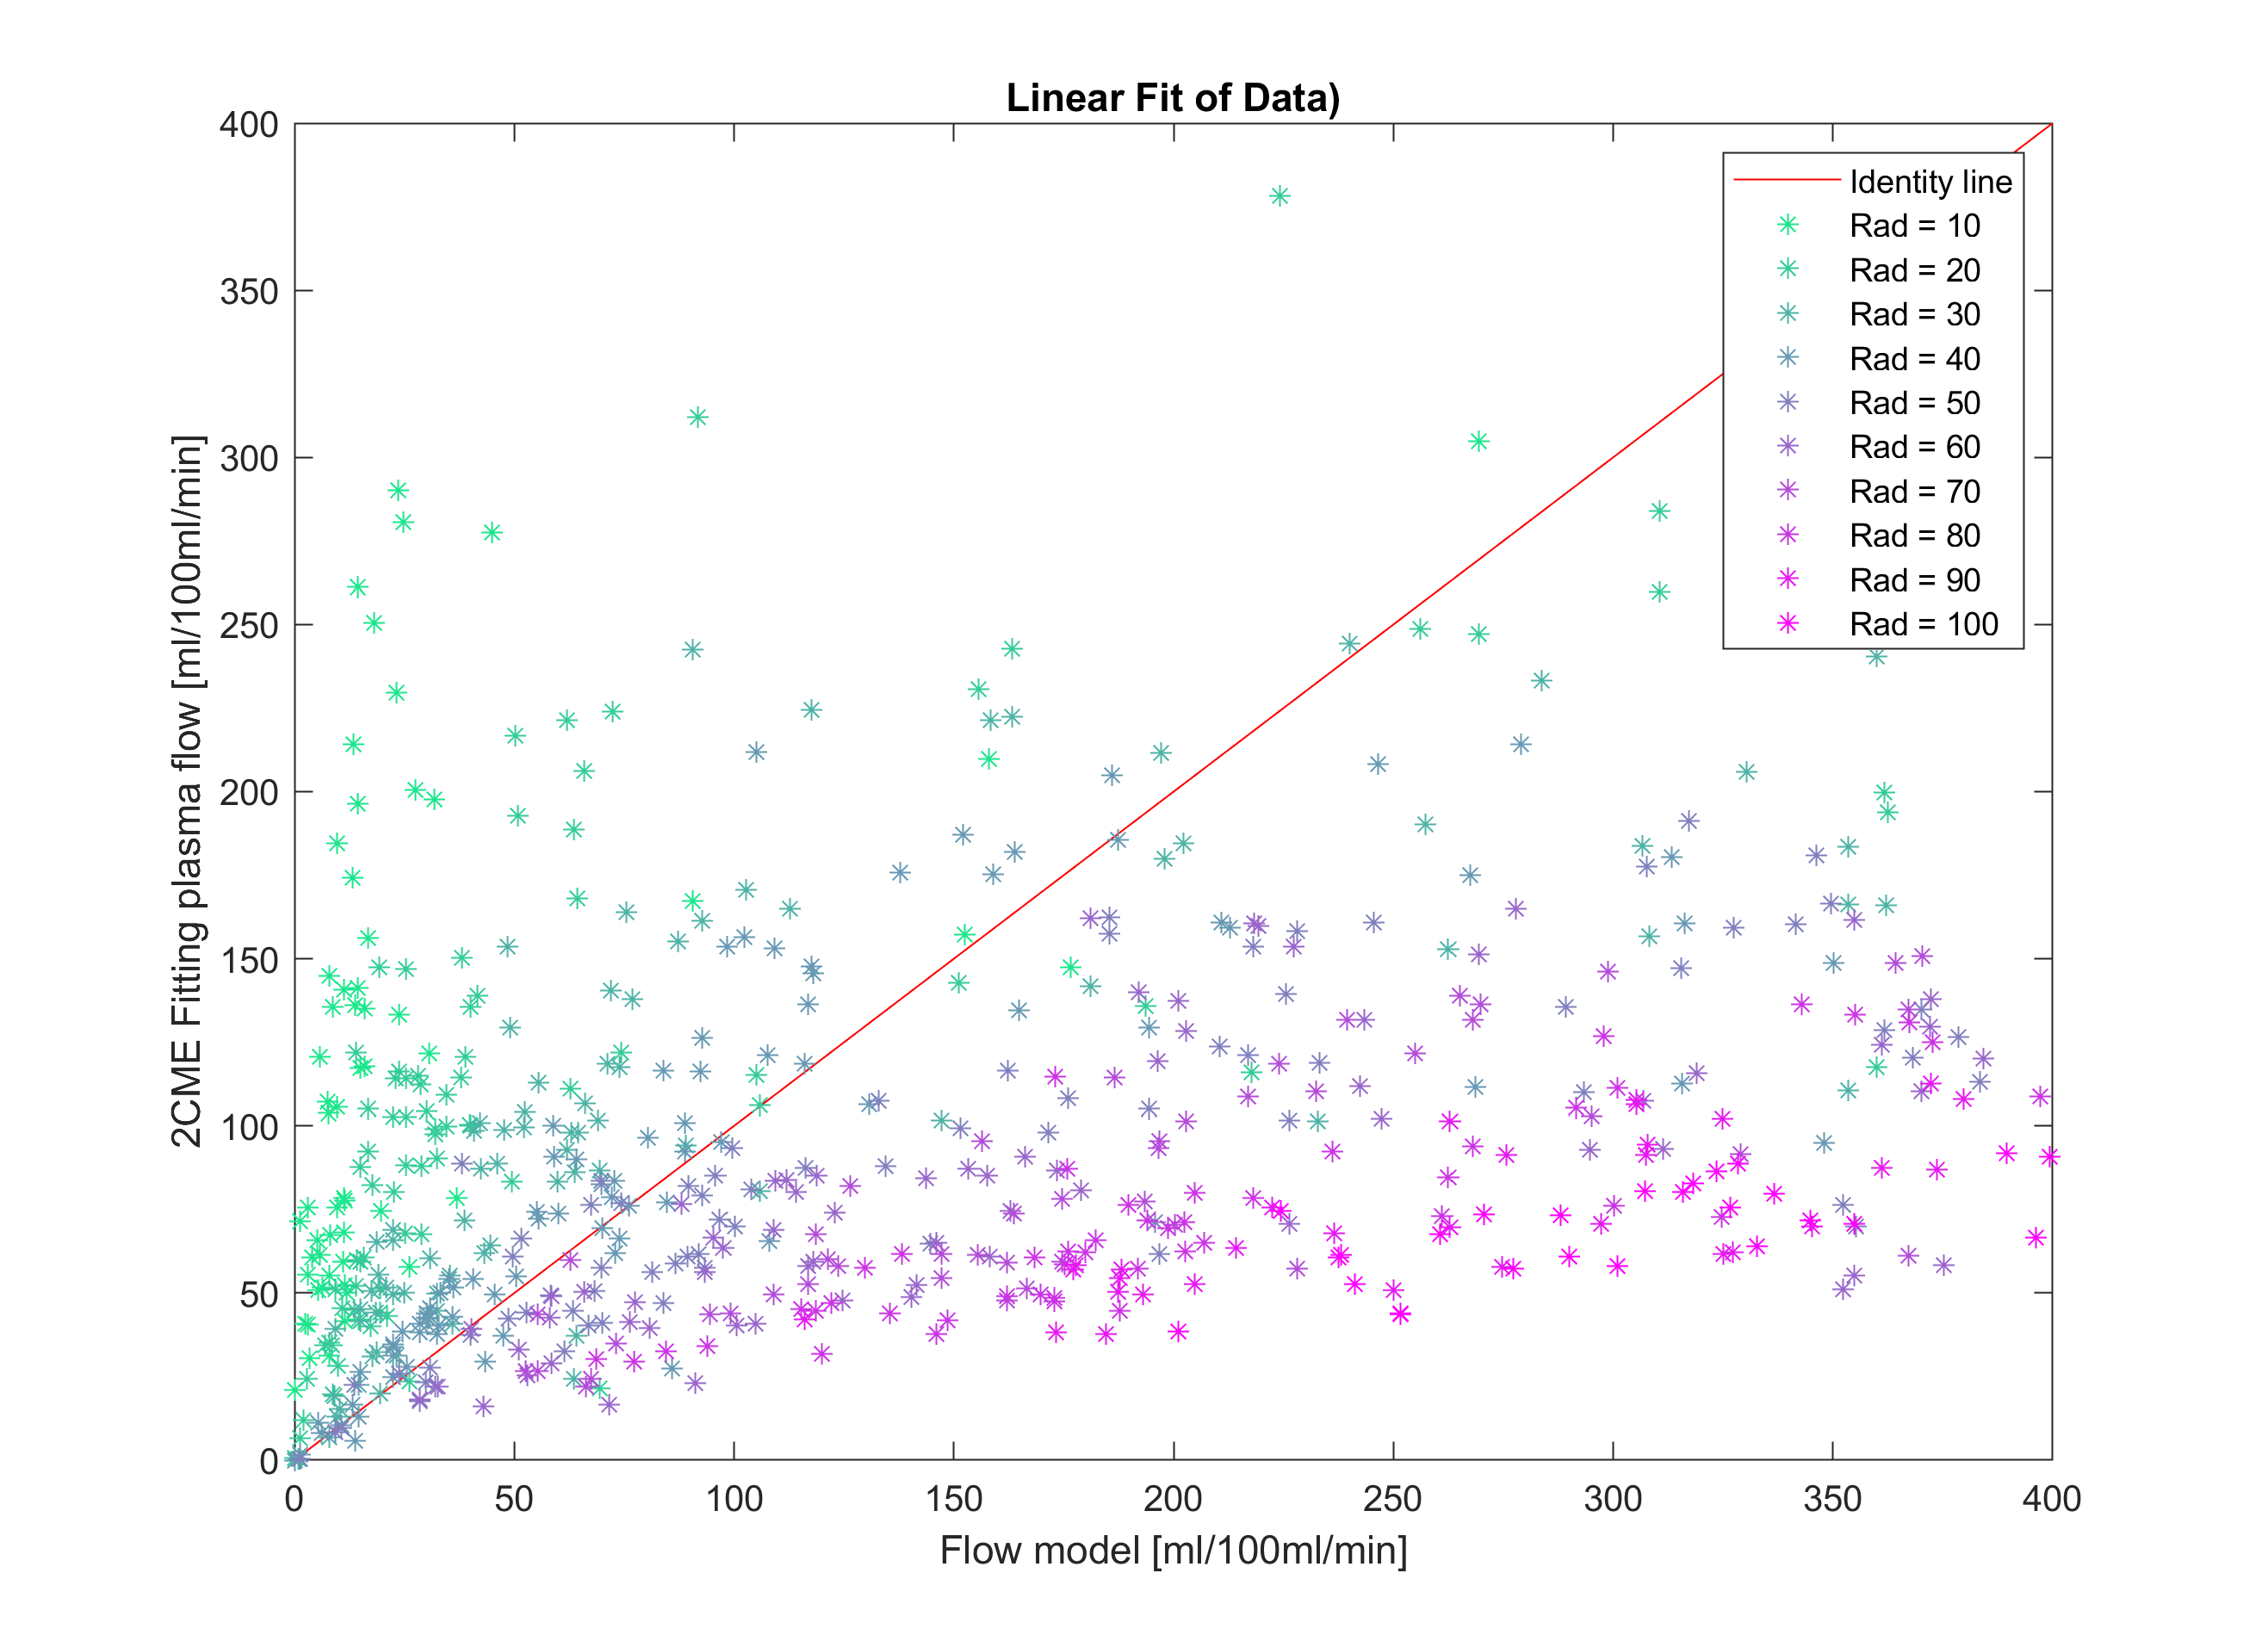 Linear Fit of Data)
400
350
300
250
200
150
100
50
0
2CME Fitting plasma flow [ml/100ml/min]
Identity line
Rad = 10
Rad = 20
Rad = 30
Rad = 40
Rad = 50
Rad = 60
Rad = 70
Rad = 80
Rad = 90
Rad = 100
0 50 100 150 200 250 300 350 400
Flow model [ml/100ml/min]